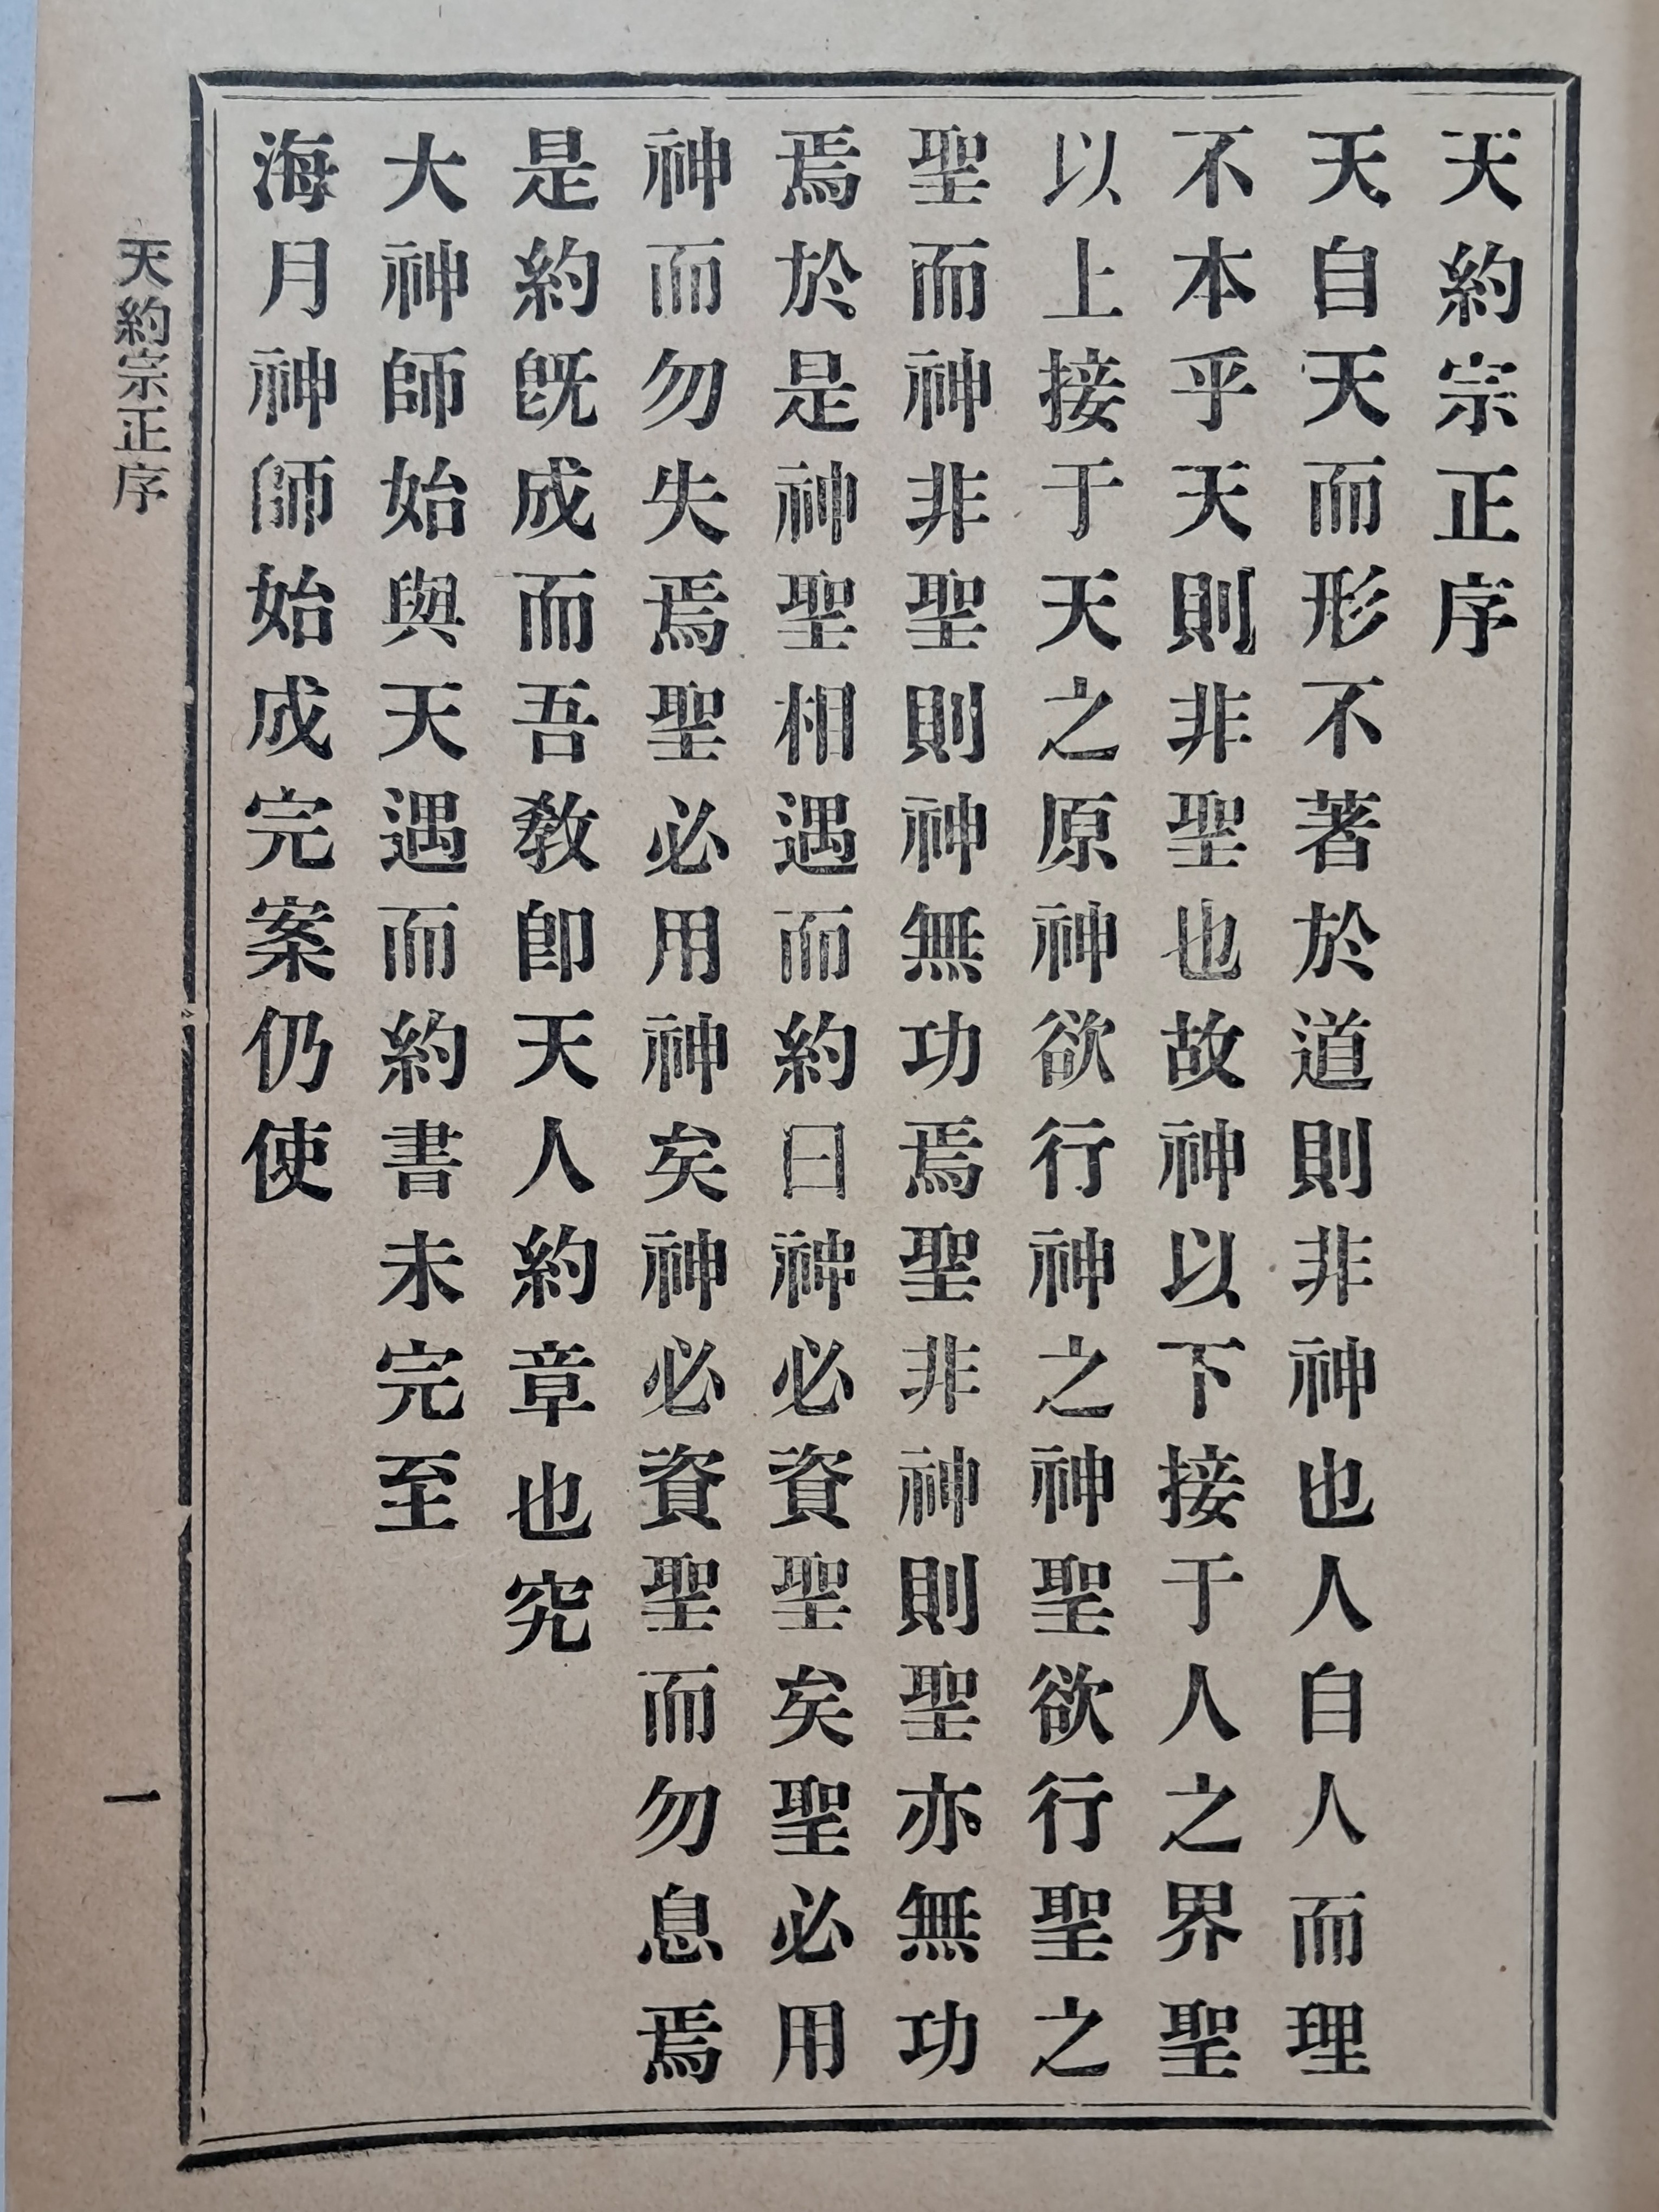 天約宗正序
天自天而形不著於道則非神也人自人而理
不本乎天則非聖也故神以下接于人之界聖
以上接于天之原神欲行神之神聖欲行聖之
聖而神非聖則神無功焉聖非神則聖亦無功
焉於是神聖相遇而約曰神必資聖矣聖必用
神而勿失焉聖必用神矣神必資聖而勿息焉
是約既成而吾教即天人約章也究
大神師始與天遇而約書未完至
海月神師始成完案仍使
天約宗正序
一